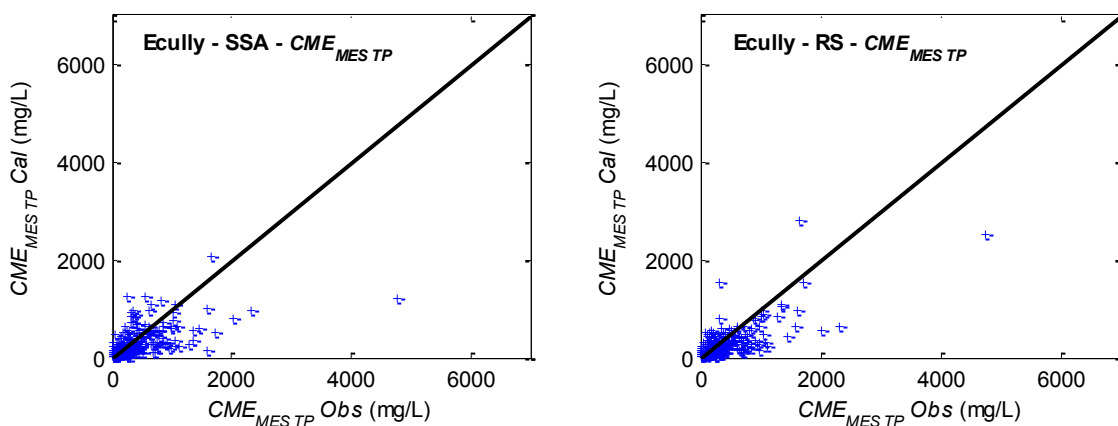 Ecully - SSA - CME MES TP
6000
4000
2000
0
CME MES TP Cal (mg/L)
0 2000 4000 6000
CME MES TP Obs (mg/L)
Ecully - RS - CME MES TP
6000
4000
2000
0
CME MES TP Cal (mg/L)
0 2000 4000 6000
CME MES TP Obs (mg/L)